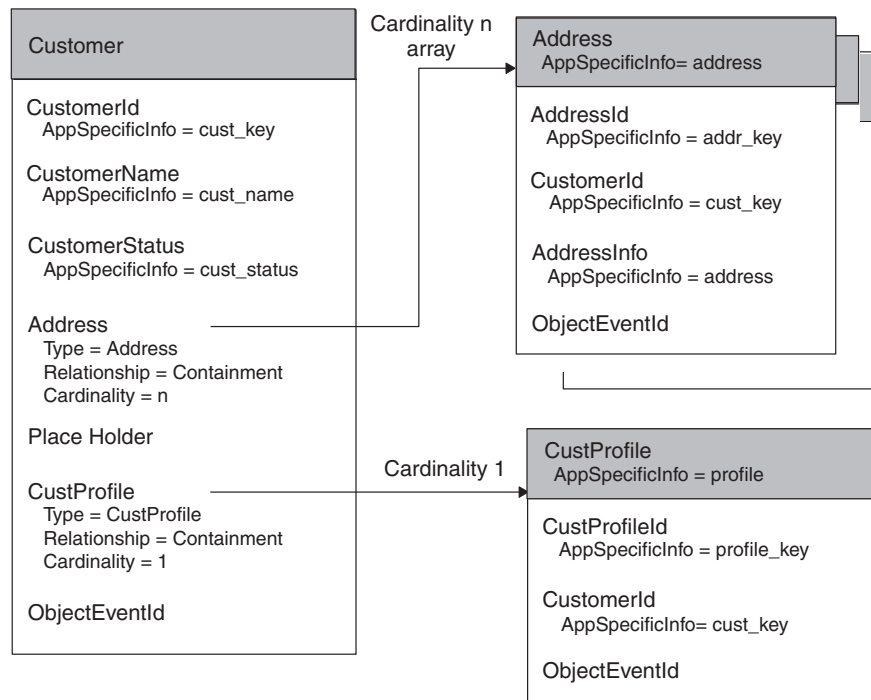 Customer
CustomerId
AppSpecificInfo = cust_key
CustomerName
AppSpecificInfo = cust_name
CustomerStatus
AppSpecificInfo = cust_status
Address
Type = Address
Relationship = Containment
Cardinality = n
Place Holder
CustProfile
Type = CustProfile
Relationship = Containment
Cardinality = 1
ObjectEventId
Cardinality n
array
Address
AppSpecificInfo= address
AddressId
AppSpecificInfo = addr_key
CustomerId
AppSpecificInfo = cust_key
AddressInfo
AppSpecificInfo = address
ObjectEventId
Cardinality 1
CustProfile
AppSpecificInfo = profile
CustProfileId
AppSpecificInfo = profile_key
CustomerId
AppSpecificInfo= cust_key
ObjectEventId